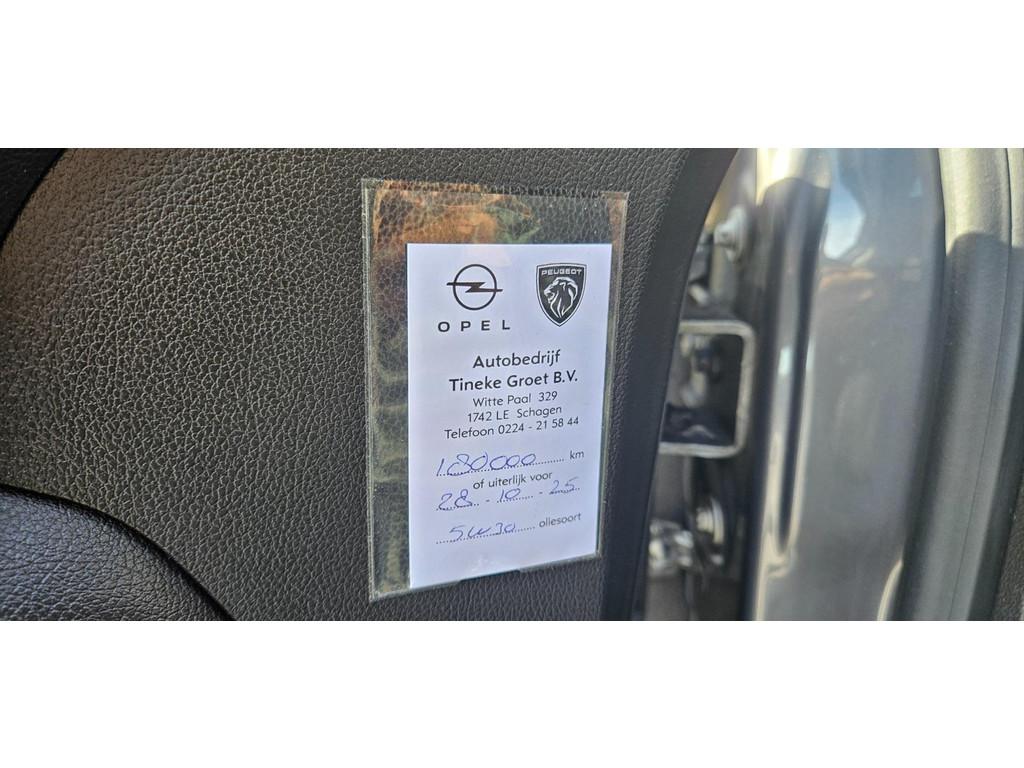 OPEL
PEUGEOT
Autobedrijf
Tineke Groet B.V.
Witte Paal 329
1742 LE Schagen
Telefoon 0224 - 21 58 44
180000 km
of uiterlijk voor
28 - 10 - 25
5W30 oliesoort